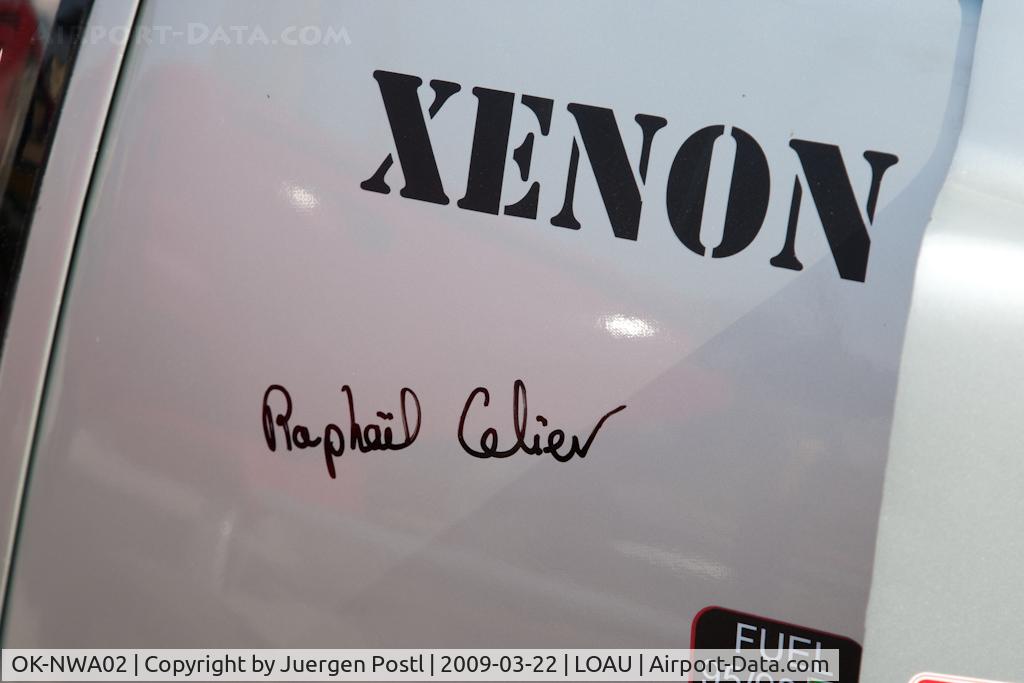 Airport-Data.com
XENON
Raphaël Celier
FUEL
OK-NWA02 | Copyright by Juergen Postl | 2009-03-22 | LOAU | Airport-Data.com